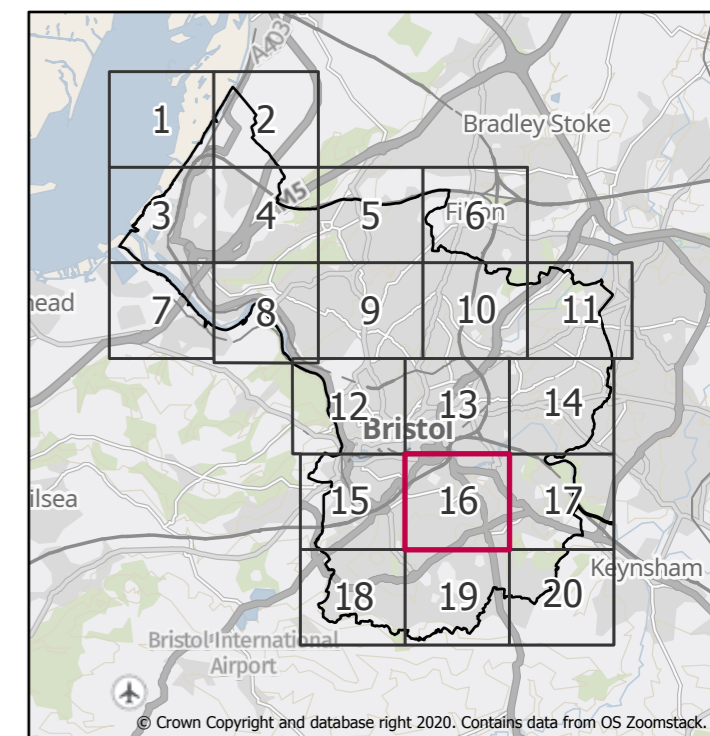 A403
1
2
Bradley Stoke
M5
3
4
5
6
Filton
head
7
8
9
10
11
12
13
14
Bristol
ilsea
15
16
17
Keynsham
18
19
20
Bristol International
Airport
© Crown Copyright and database right 2020. Contains data from OS Zoomstack.